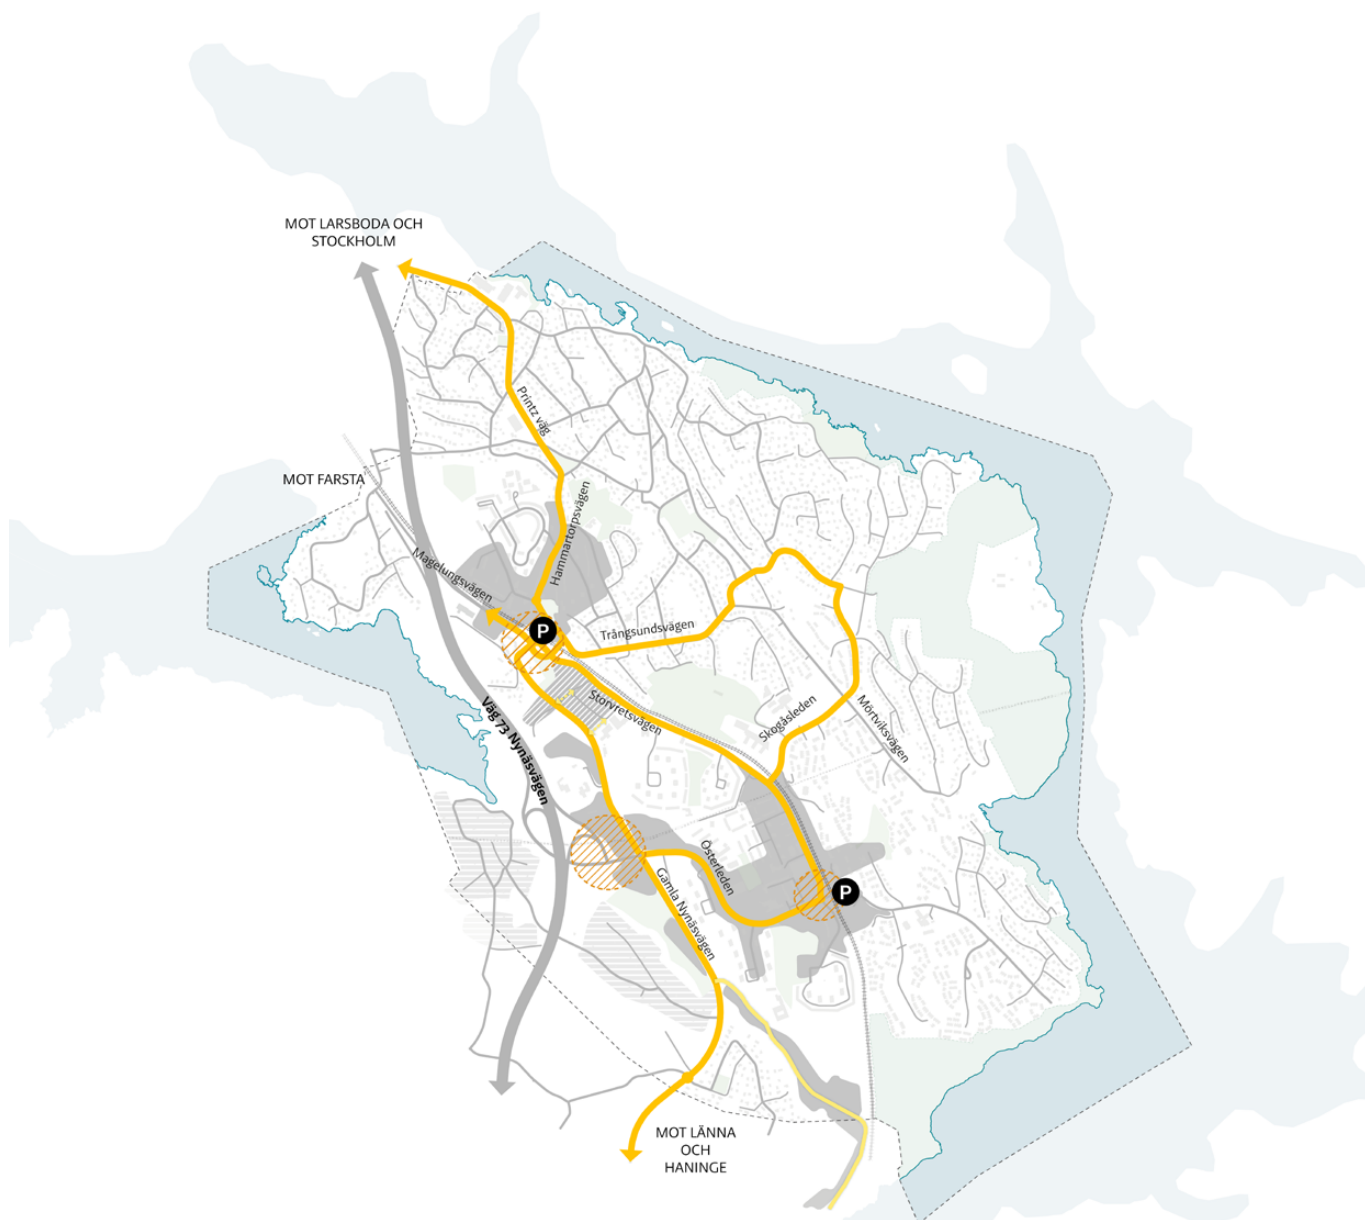 MOT LARSBODA OCH
STOCKHOLM
Printz väg
MOT FARSTA
Hammartorpsvägen
Magelungsvägen
P
Trångsundsvägen
Storvretsvägen
Väg 73 Nynäsvägen
Skogåsleden
Mörtviksvägen
Österleden
Gamla Nynäsvägen
P
MOT LÄNNA
OCH
HANINGE